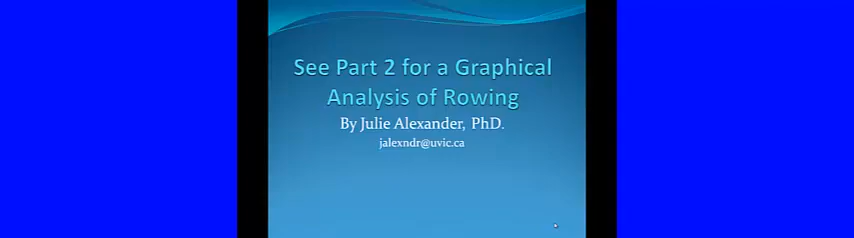 See Part 2 for a Graphical
Analysis of Rowing
By Julie Alexander, PhD.
jalexndr@uvic.ca